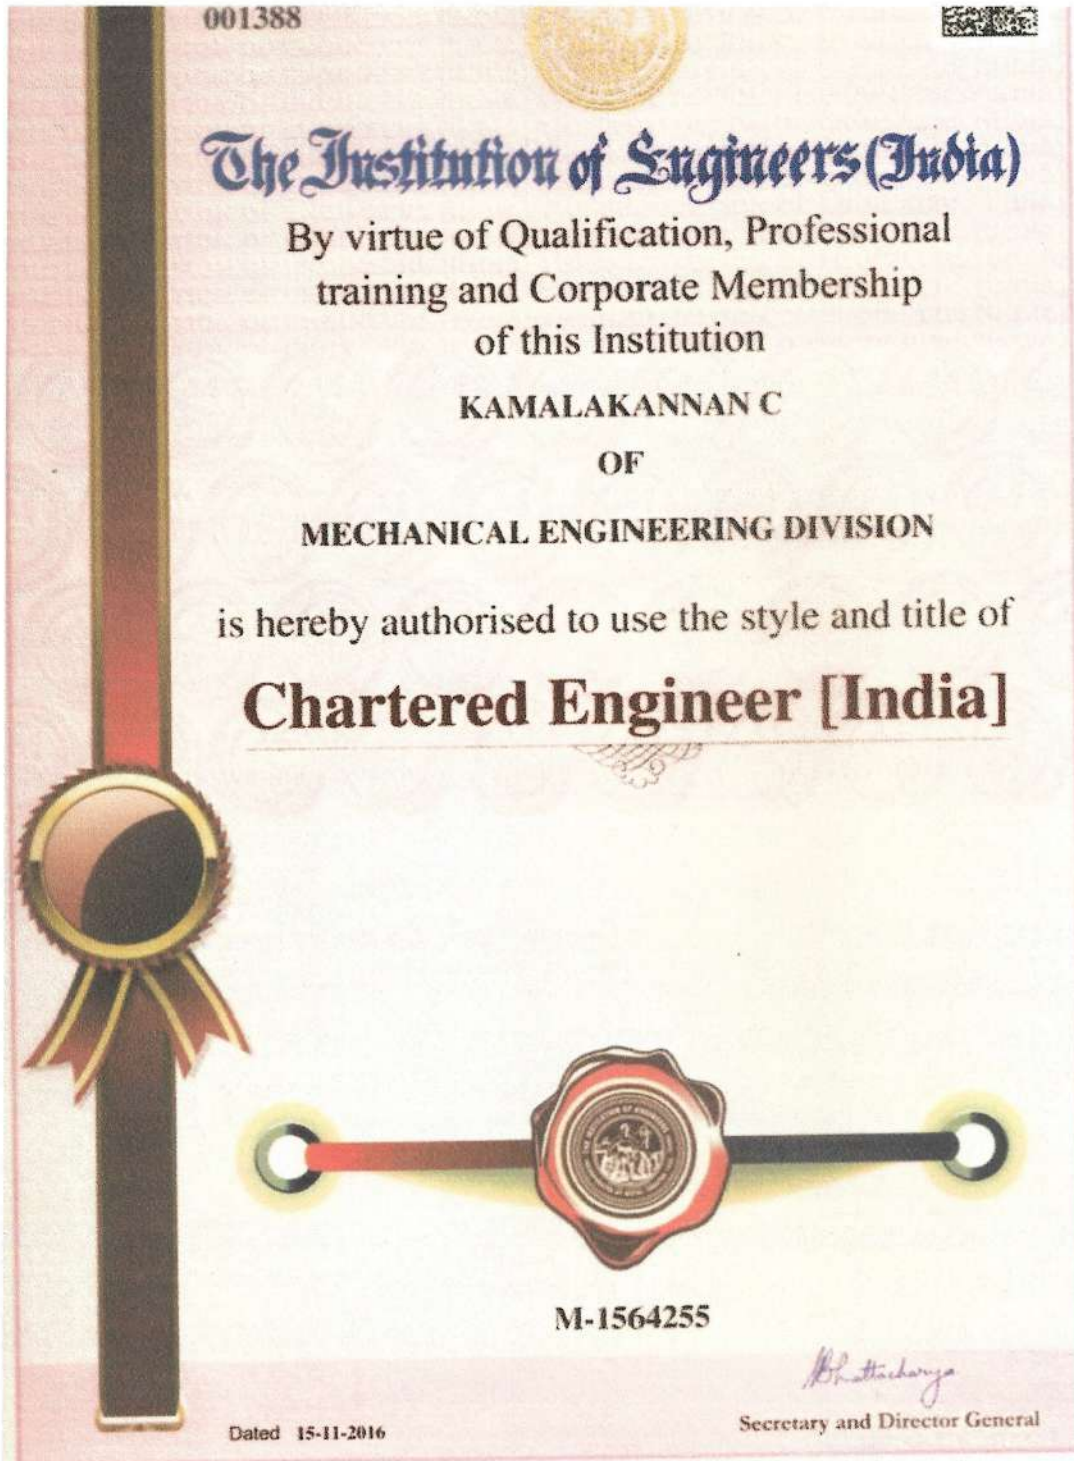 001388
The Institution of Engineers (India)
By virtue of Qualification, Professional
training and Corporate Membership
of this Institution
KAMALAKANNAN C
OF
MECHANICAL ENGINEERING DIVISION
is hereby authorised to use the style and title of
Chartered Engineer [India]
M-1564255
Bhattacharya
Secretary and Director General
Dated 15-11-2016